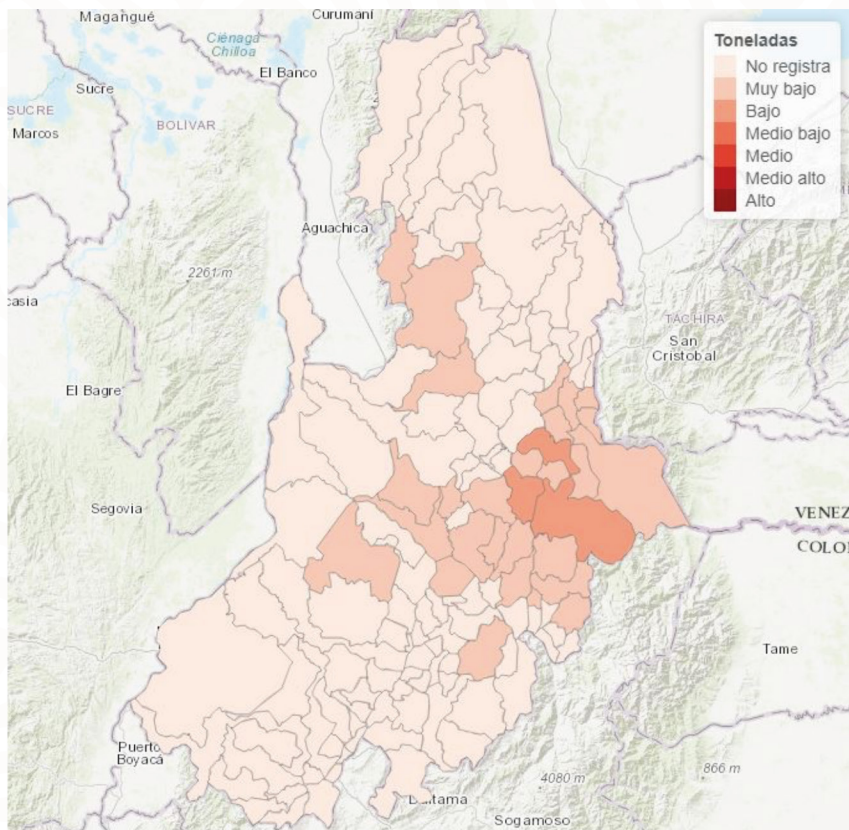 Magangué
Curumaní
Ciénaga
Chilloa
El Banco
Sucre
SUCRE
Marcos
BOLIVAR
Aguachica
2261 m
casia
El Bagre
TACHIRA
San
Cristobal
Segovia
VENEZ
COLO
Tame
Puerto
Boyacá
4080 m
866 m
Sogamoso
Toneladas
No registra
Muy bajo
Bajo
Medio bajo
Medio
Medio alto
Alto